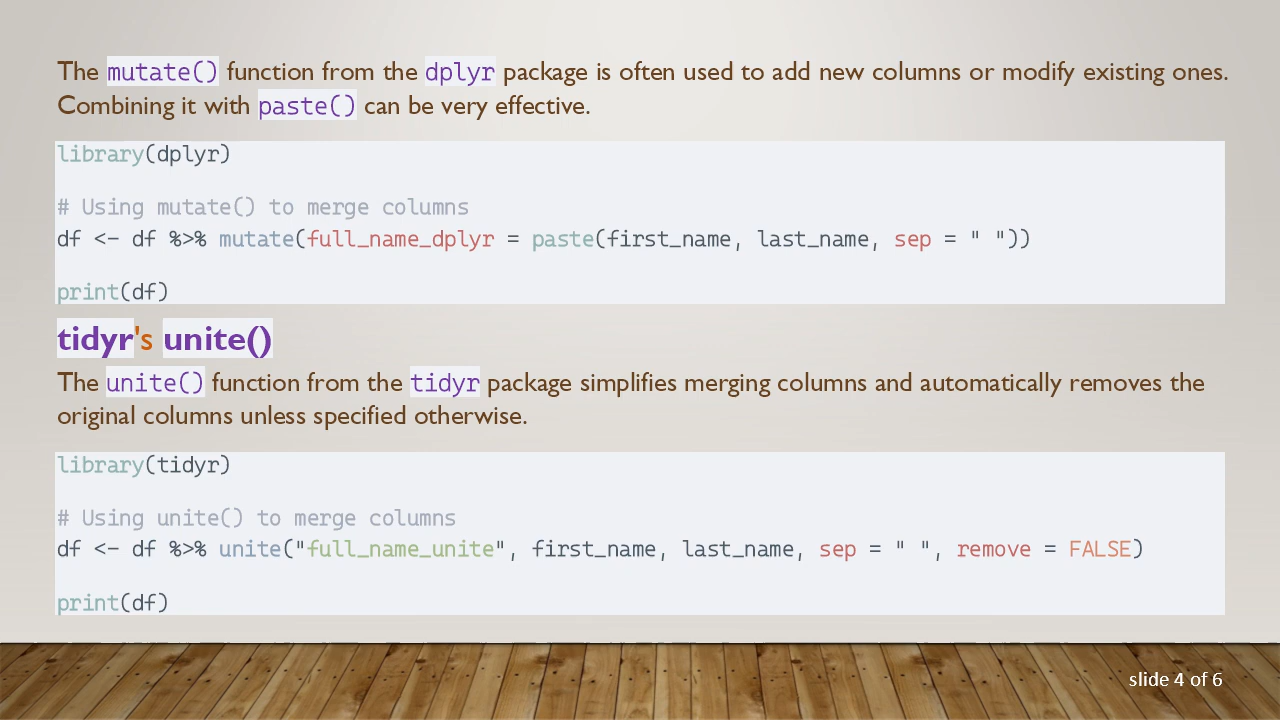 The mutate() function from the dplyr package is often used to add new columns or modify existing ones.
Combining it with paste() can be very effective.
library(dplyr)
# Using mutate() to merge columns
df <- df %>% mutate(full_name_dplyr = paste(first_name, last_name, sep = " "))
print(df)
tidyr's unite()
The unite() function from the tidyr package simplifies merging columns and automatically removes the
original columns unless specified otherwise.
library(tidyr)
# Using unite() to merge columns
df <- df %>% unite("full_name_unite", first_name, last_name, sep = " ", remove = FALSE)
print(df)
slide 4 of 6